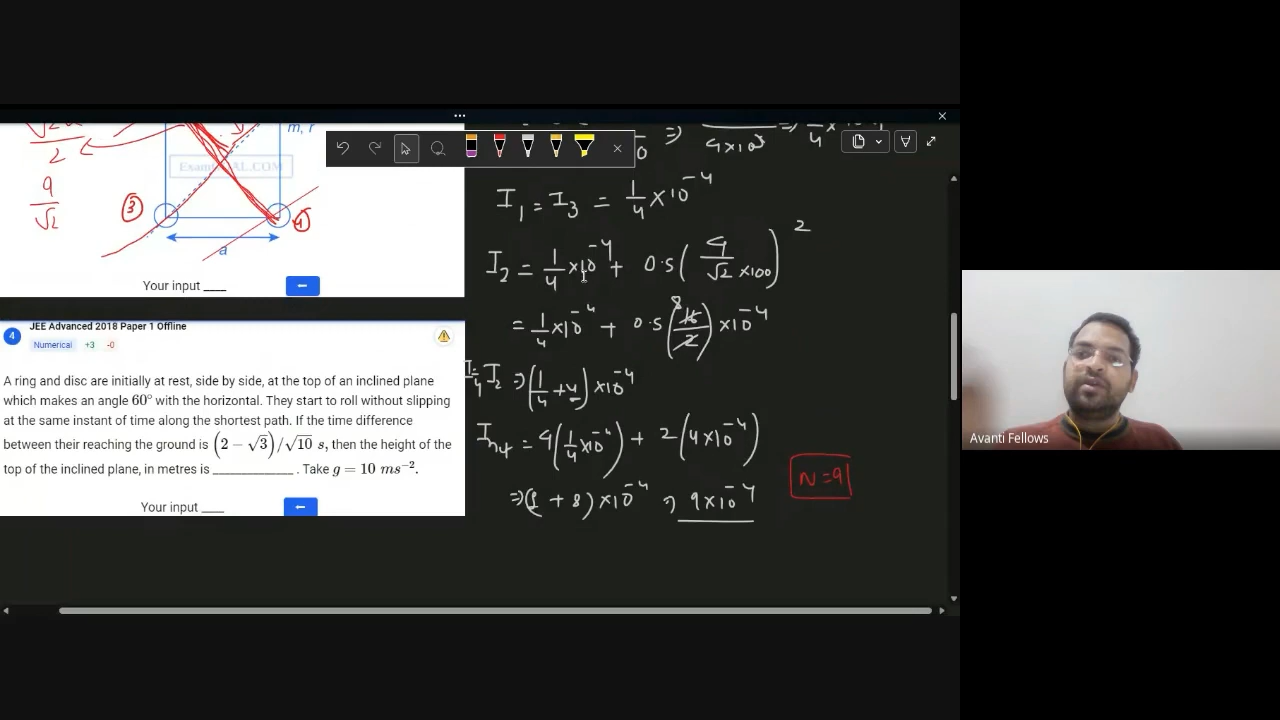 √2a
2
a
√2
③
④
m, r
a
Your input ____
4
JEE Advanced 2018 Paper 1 Offline
Numerical +3 -0
A ring and disc are initially at rest, side by side, at the top of an inclined plane
which makes an angle 60° with the horizontal. They start to roll without slipping
at the same instant of time along the shortest path. If the time difference
between their reaching the ground is (2 − √3)/√10 s, then the height of the
top of the inclined plane, in metres is ____________ . Take g = 10 ms⁻².
Your input ____
I₁ = I₃ = 1/4 × 10⁻⁴
I₂ = 1/4 × 10⁻⁴ + 0.5 (4/√2 × 100)²
= 1/4 × 10⁻⁴ + 0.5 (16/2) × 10⁻⁴
8
I₄ = I₂ ⇒ (1/4 + 4) × 10⁻⁴
= 4(1/4 × 10⁻⁴) + 2(4 × 10⁻⁴)
⇒ (1 + 8) × 10⁻⁴ ⇒ 9 × 10⁻⁴
N = 9
Avanti Fellows